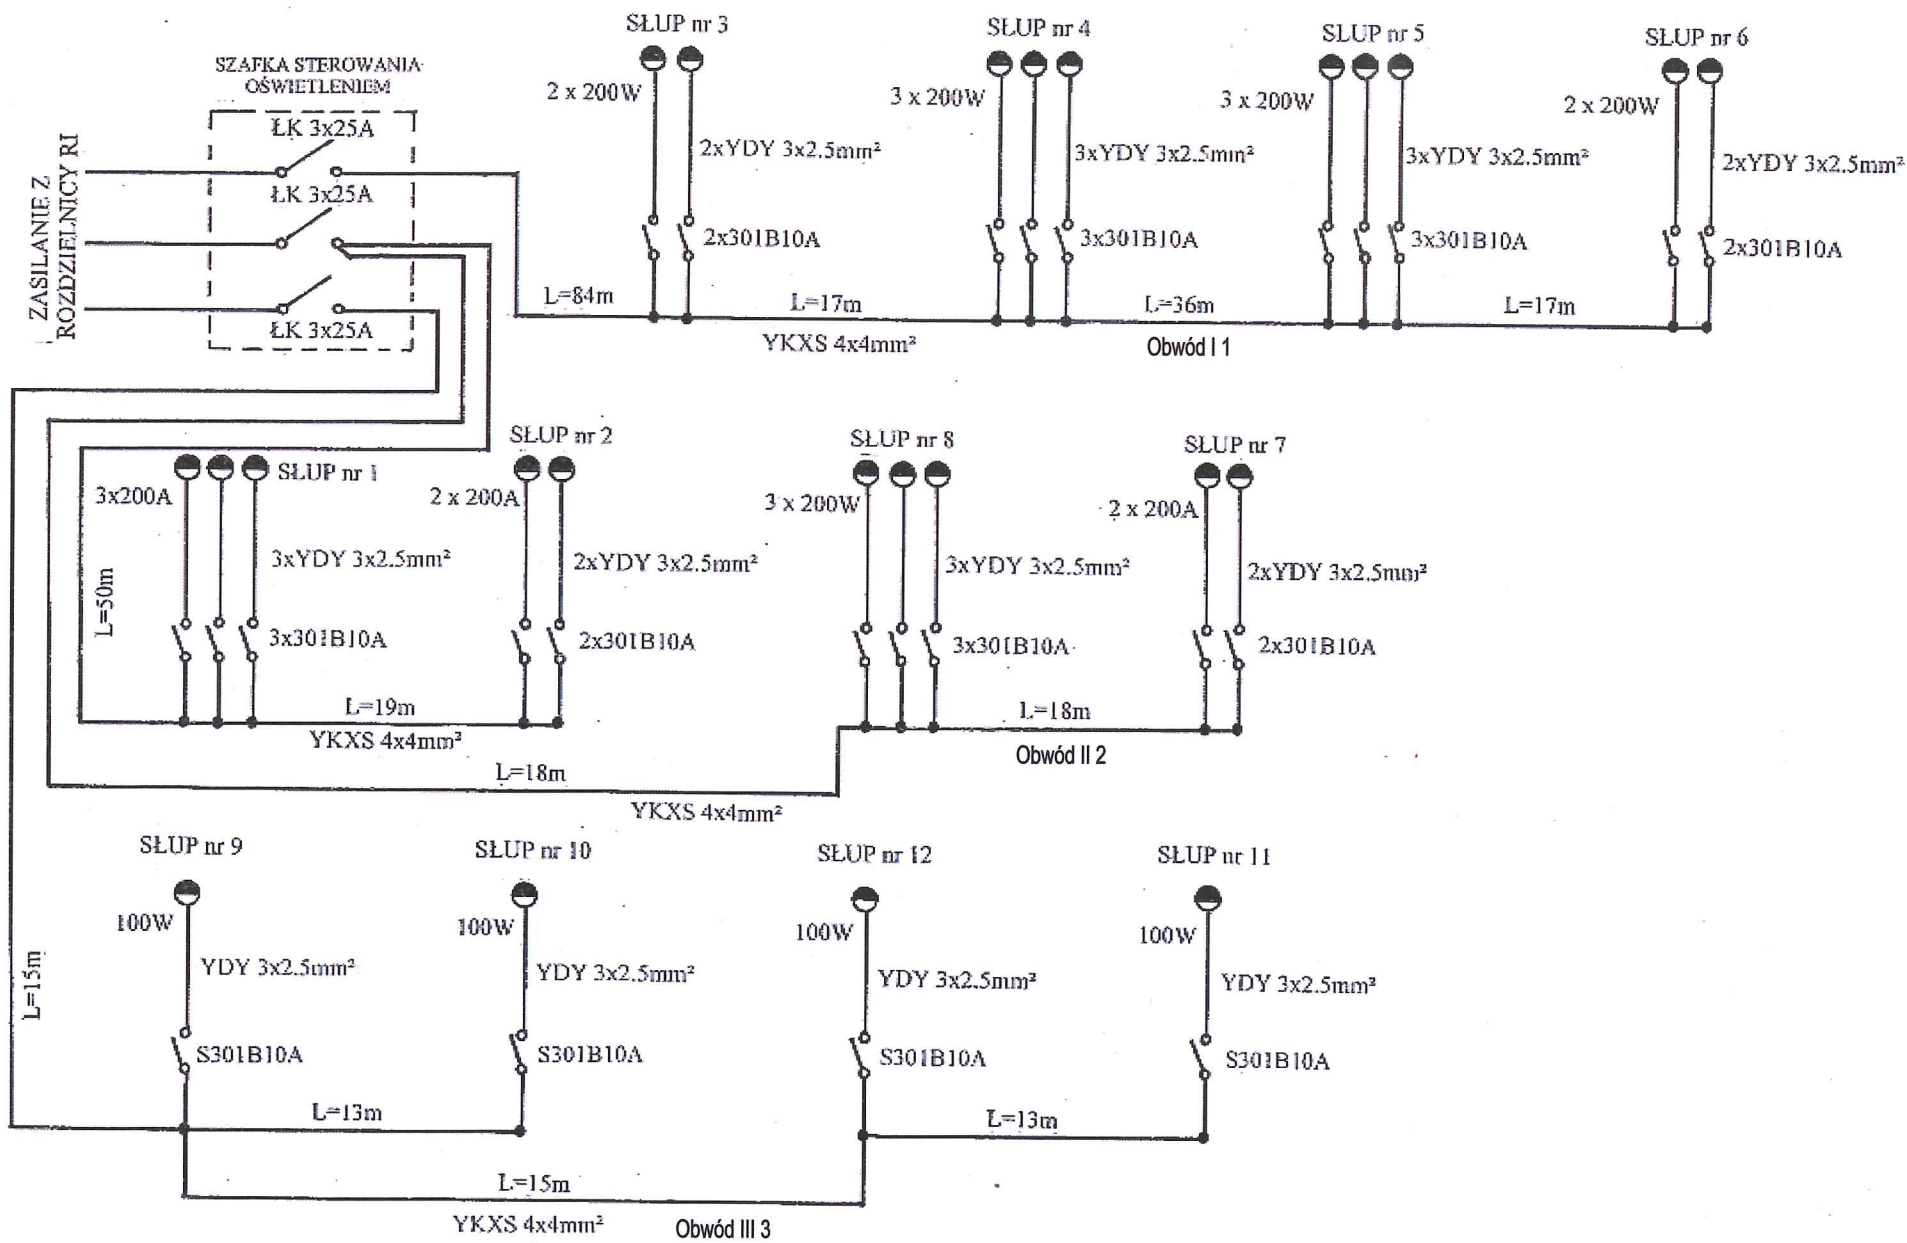 SZAFKA STEROWANIA
OŚWIETLENIEM
ŁK 3x25A
ŁK 3x25A
ŁK 3x25A
ZASILANIE Z
ROZDZIELNICY RI
SŁUP nr 3
2 x 200W
2xYDY 3x2.5mm²
2x301B10A
SŁUP nr 4
3 x 200W
3xYDY 3x2.5mm²
3x301B10A
SŁUP nr 5
3 x 200W
3xYDY 3x2.5mm²
3x301B10A
SŁUP nr 6
2 x 200W
2xYDY 3x2.5mm²
2x301B10A
L=84m
L=17m
L=36m
L=17m
YKXS 4x4mm²
Obwód I 1
SŁUP nr 1
3x200A
3xYDY 3x2.5mm²
3x301B10A
L=50m
SŁUP nr 2
2 x 200A
2xYDY 3x2.5mm²
2x301B10A
L=19m
YKXS 4x4mm²
SŁUP nr 8
3 x 200W
3xYDY 3x2.5mm²
3x301B10A
SŁUP nr 7
2 x 200A
2xYDY 3x2.5mm²
2x301B10A
L=18m
Obwód II 2
L=18m
YKXS 4x4mm²
SŁUP nr 9
100W
YDY 3x2.5mm²
S301B10A
SŁUP nr 10
100W
YDY 3x2.5mm²
S301B10A
SŁUP nr 12
100W
YDY 3x2.5mm²
S301B10A
SŁUP nr 11
100W
YDY 3x2.5mm²
S301B10A
L=15m
L=13m
L=13m
L=15m
YKXS 4x4mm²
Obwód III 3